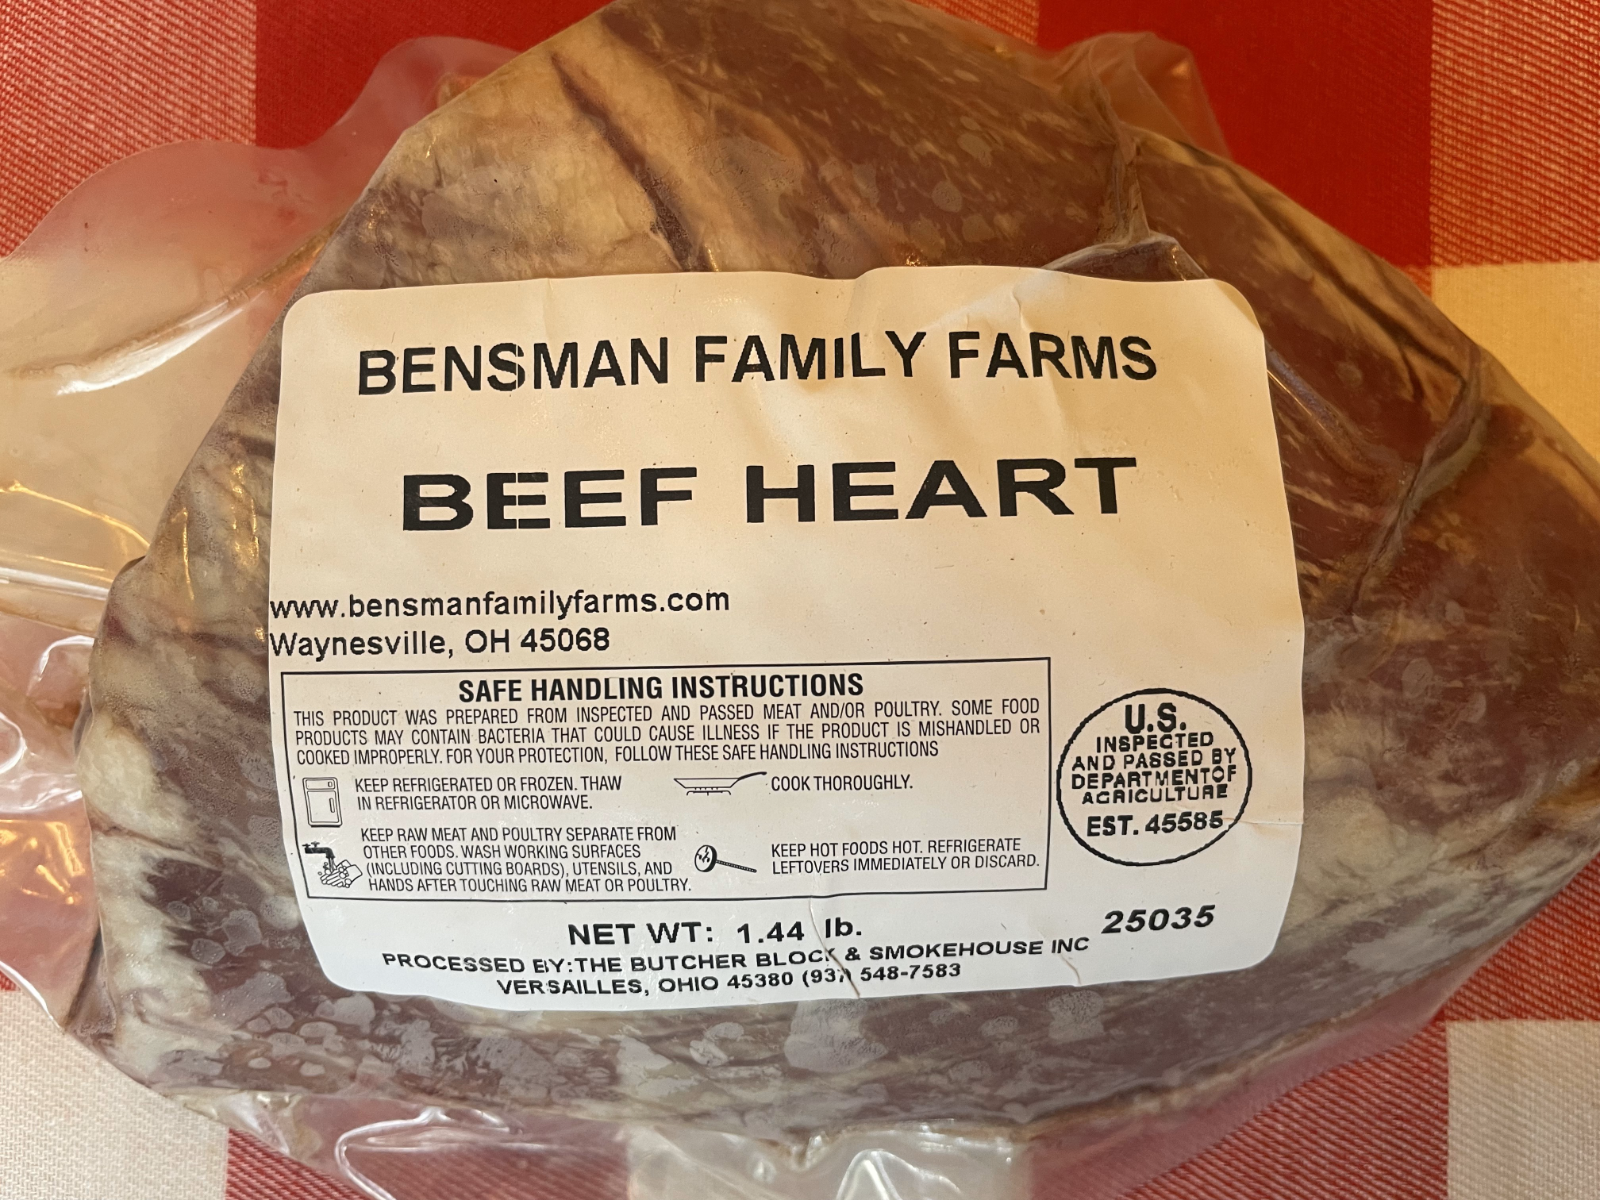 BENSMAN FAMILY FARMS
BEEF HEART
www.bensmanfamilyfarms.com
Waynesville, OH 45068
SAFE HANDLING INSTRUCTIONS
THIS PRODUCT WAS PREPARED FROM INSPECTED AND PASSED MEAT AND/OR POULTRY. SOME FOOD
PRODUCTS MAY CONTAIN BACTERIA THAT COULD CAUSE ILLNESS IF THE PRODUCT IS MISHANDLED OR
COOKED IMPROPERLY. FOR YOUR PROTECTION, FOLLOW THESE SAFE HANDLING INSTRUCTIONS
KEEP REFRIGERATED OR FROZEN. THAW
IN REFRIGERATOR OR MICROWAVE.
COOK THOROUGHLY.
KEEP RAW MEAT AND POULTRY SEPARATE FROM
OTHER FOODS. WASH WORKING SURFACES
(INCLUDING CUTTING BOARDS), UTENSILS, AND
HANDS AFTER TOUCHING RAW MEAT OR POULTRY.
KEEP HOT FOODS HOT. REFRIGERATE
LEFTOVERS IMMEDIATELY OR DISCARD.
U.S.
INSPECTED
AND PASSED BY
DEPARTMENT OF
AGRICULTURE
EST. 45585
NET WT: 1.44 lb.
25035
PROCESSED BY:THE BUTCHER BLOCK & SMOKEHOUSE INC
VERSAILLES, OHIO 45380 (937) 548-7583